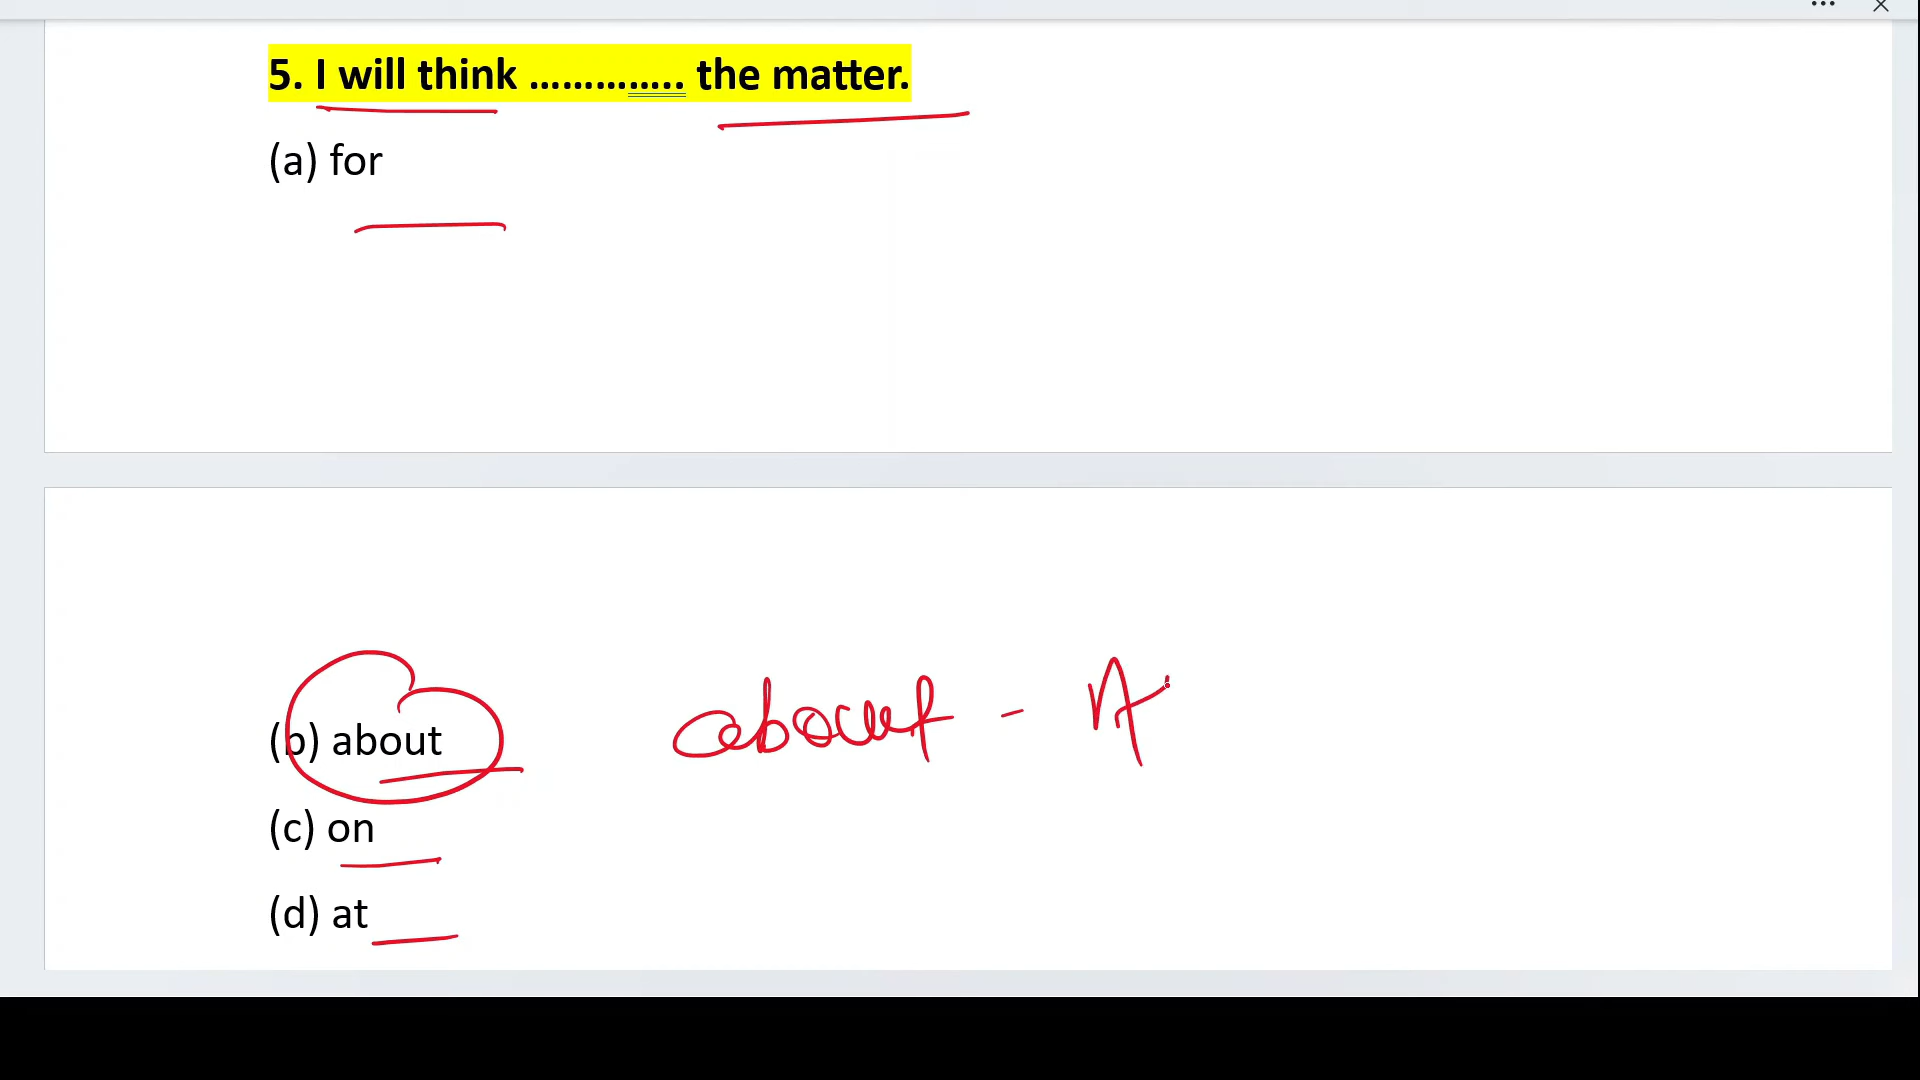 5. I will think ……………. the matter.
(a) for
(b) about
about -
(c) on
(d) at